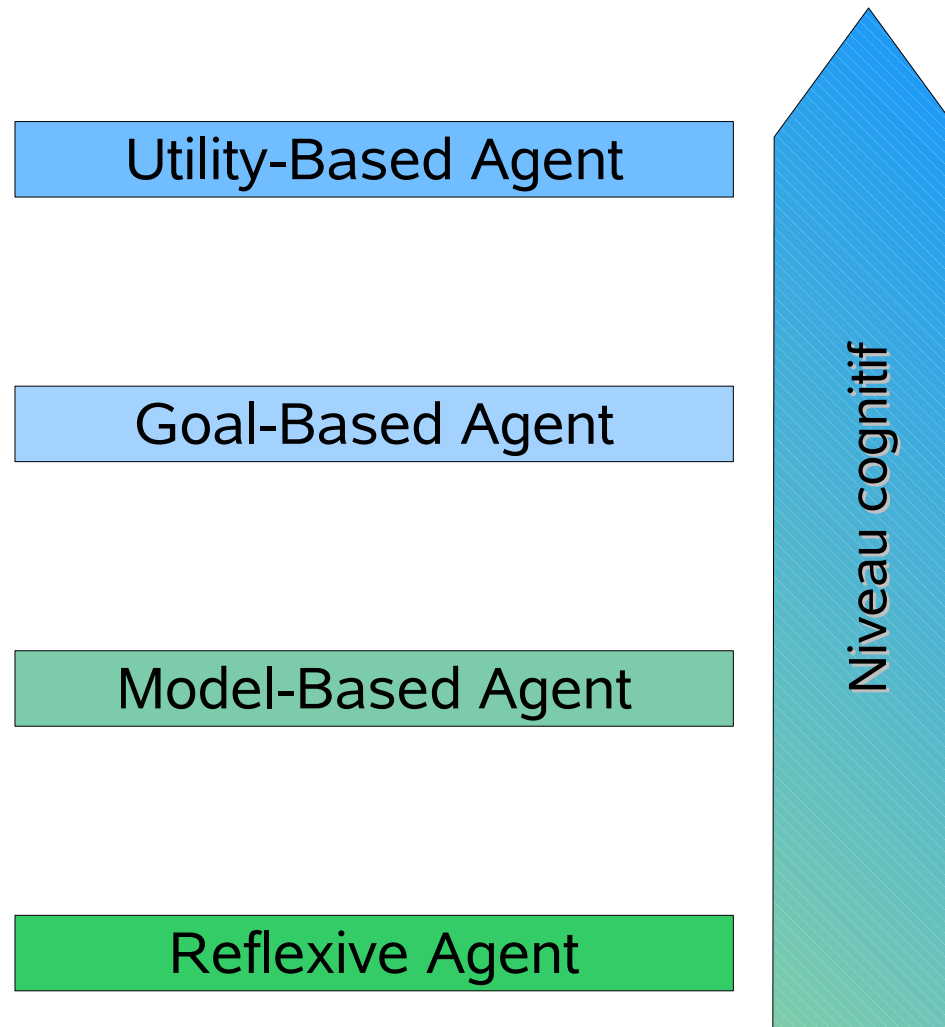 Utility-Based Agent
Goal-Based Agent
Model-Based Agent
Reflexive Agent
Niveau cognitif